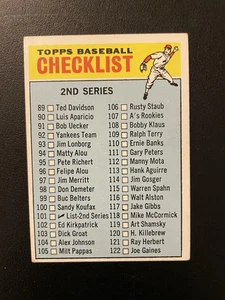 TOPPS BASEBALL
CHECKLIST
2ND SERIES
89 Ted Davidson
90 Luis Aparicio
91 Bob Uecker
92 Yankees Team
93 Jim Lonborg
94 Matty Alou
95 Pete Richert
96 Felipe Alou
97 Jim Merritt
98 Don Demeter
99 Buc Belters
100 Sandy Koufax
101 List-2nd Series
102 Ed Kirkpatrick
103 Dick Groat
104 Alex Johnson
105 Milt Pappas
106 Rusty Staub
107 A's Rookies
108 Bobby Klaus
109 Ralph Terry
110 Ernie Banks
111 Gary Peters
112 Manny Mota
113 Hank Aguirre
114 Jim Gosger
115 Warren Spahn
116 Walt Alston
117 Jake Gibbs
118 Mike McCormick
119 Art Shamsky
120 H. Killebrew
121 Ray Herbert
122 Joe Gaines